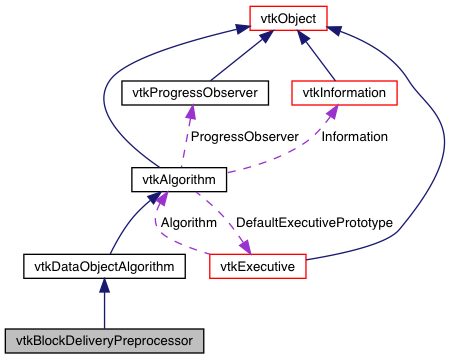 vtkObject
vtkProgressObserver
vtkInformation
ProgressObserver
Information
vtkAlgorithm
Algorithm
DefaultExecutivePrototype
vtkDataObjectAlgorithm
vtkExecutive
vtkBlockDeliveryPreprocessor